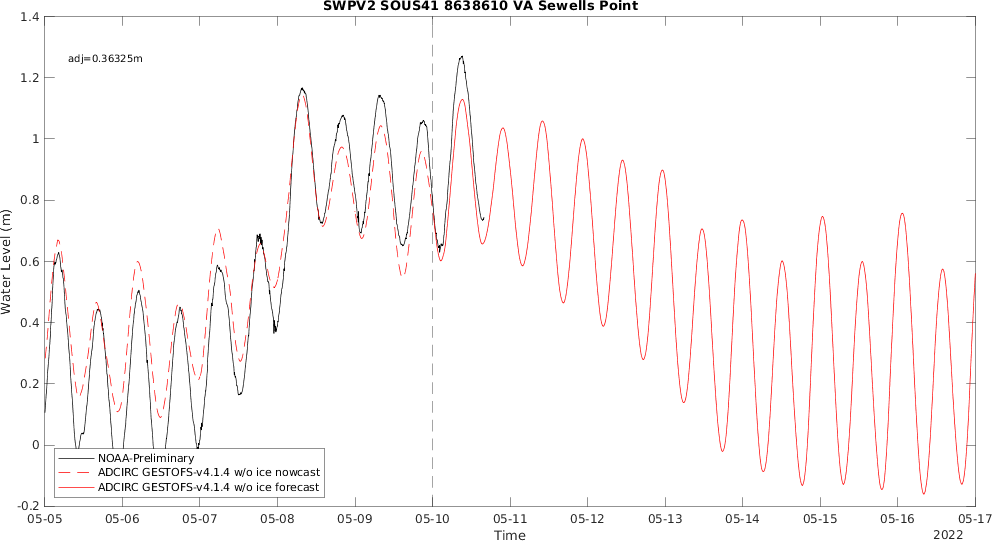 SWPV2 SOUS41 8638610 VA Sewells Point
adj=0.36325m
Water Level (m)
1.4
1.2
1
0.8
0.6
0.4
0.2
0
-0.2
NOAA-Preliminary
ADCIRC GESTOFS-v4.1.4 w/o ice nowcast
ADCIRC GESTOFS-v4.1.4 w/o ice forecast
05-05 05-06 05-07 05-08 05-09 05-10 05-11 05-12 05-13 05-14 05-15 05-16 05-17
Time
2022